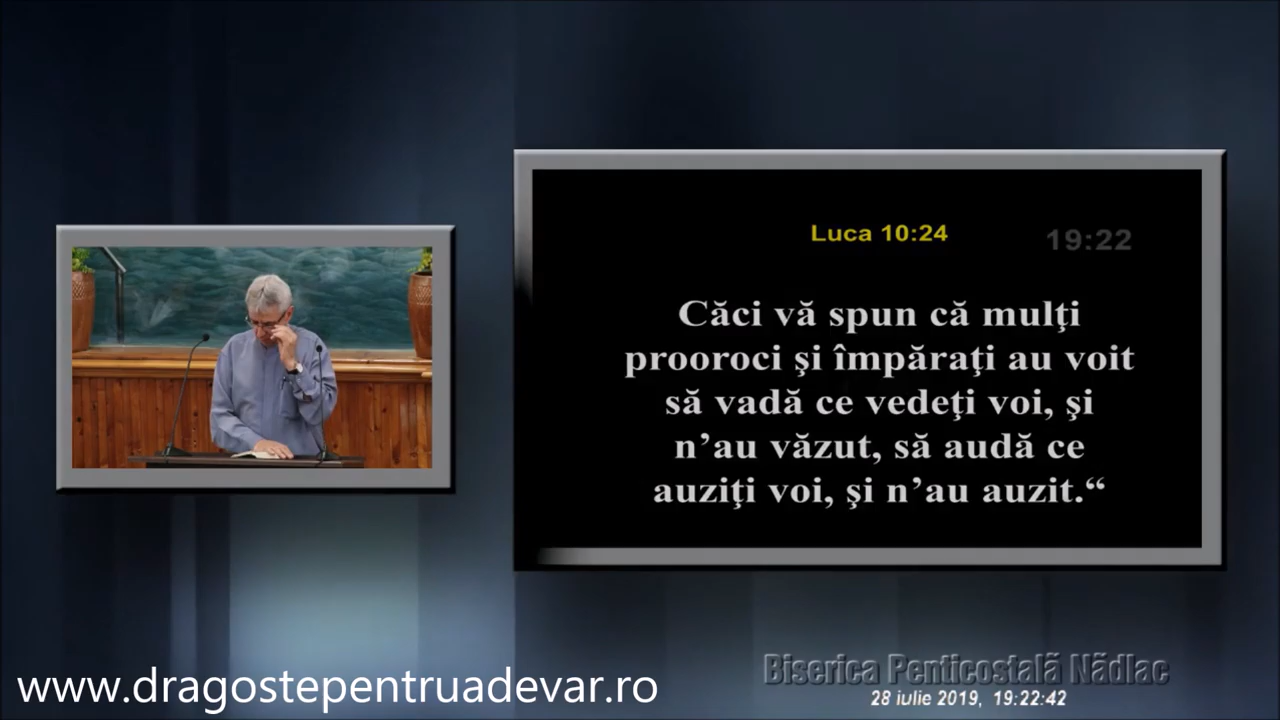 Luca 10:24
19:22
Căci vă spun că mulţi
prooroci şi împăraţi au voit
să vadă ce vedeţi voi, şi
n’au văzut, să audă ce
auziţi voi, şi n’au auzit.“
Biserica Penticostală Nădlac
28 iulie 2019, 19:22:42
www.dragostepentruadevar.ro